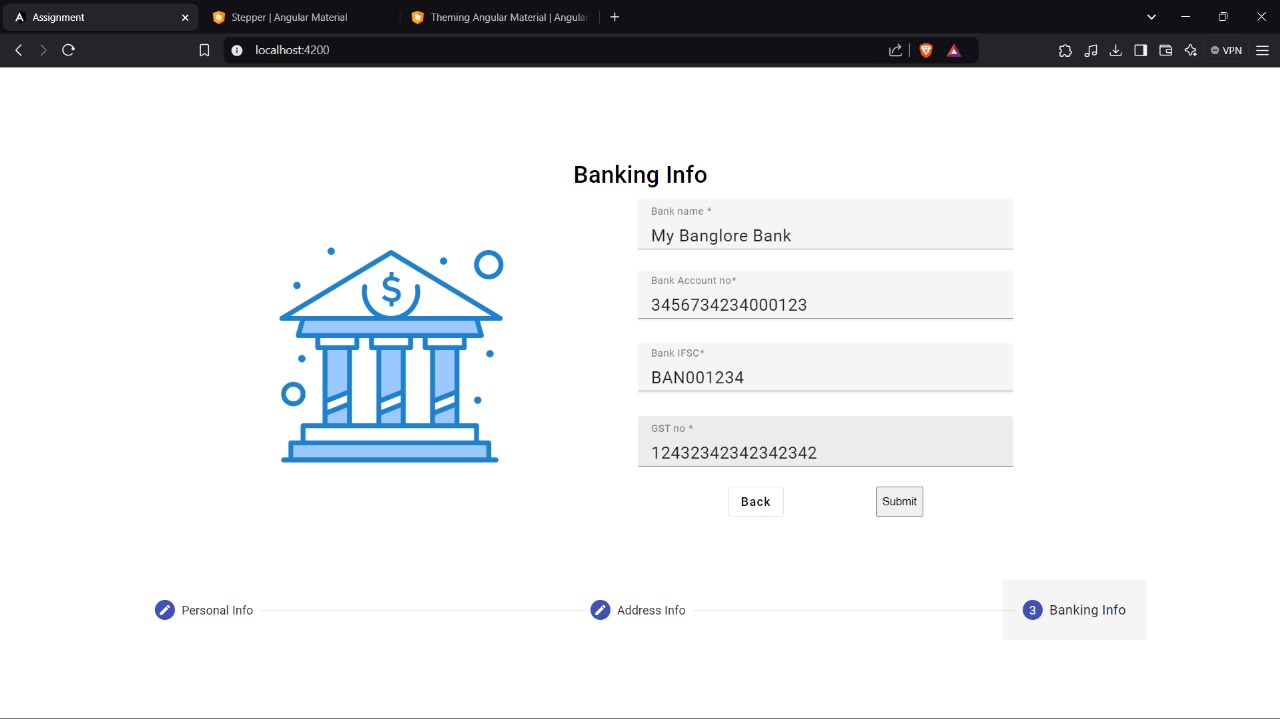 Assignment
Stepper | Angular Material
Theming Angular Material | Angular
localhost:4200
VPN
Banking Info
Bank name *
My Banglore Bank
Bank Account no*
3456734234000123
Bank IFSC*
BAN001234
GST no *
12432342342342342
Back
Submit
$
Personal Info
Address Info
3
Banking Info